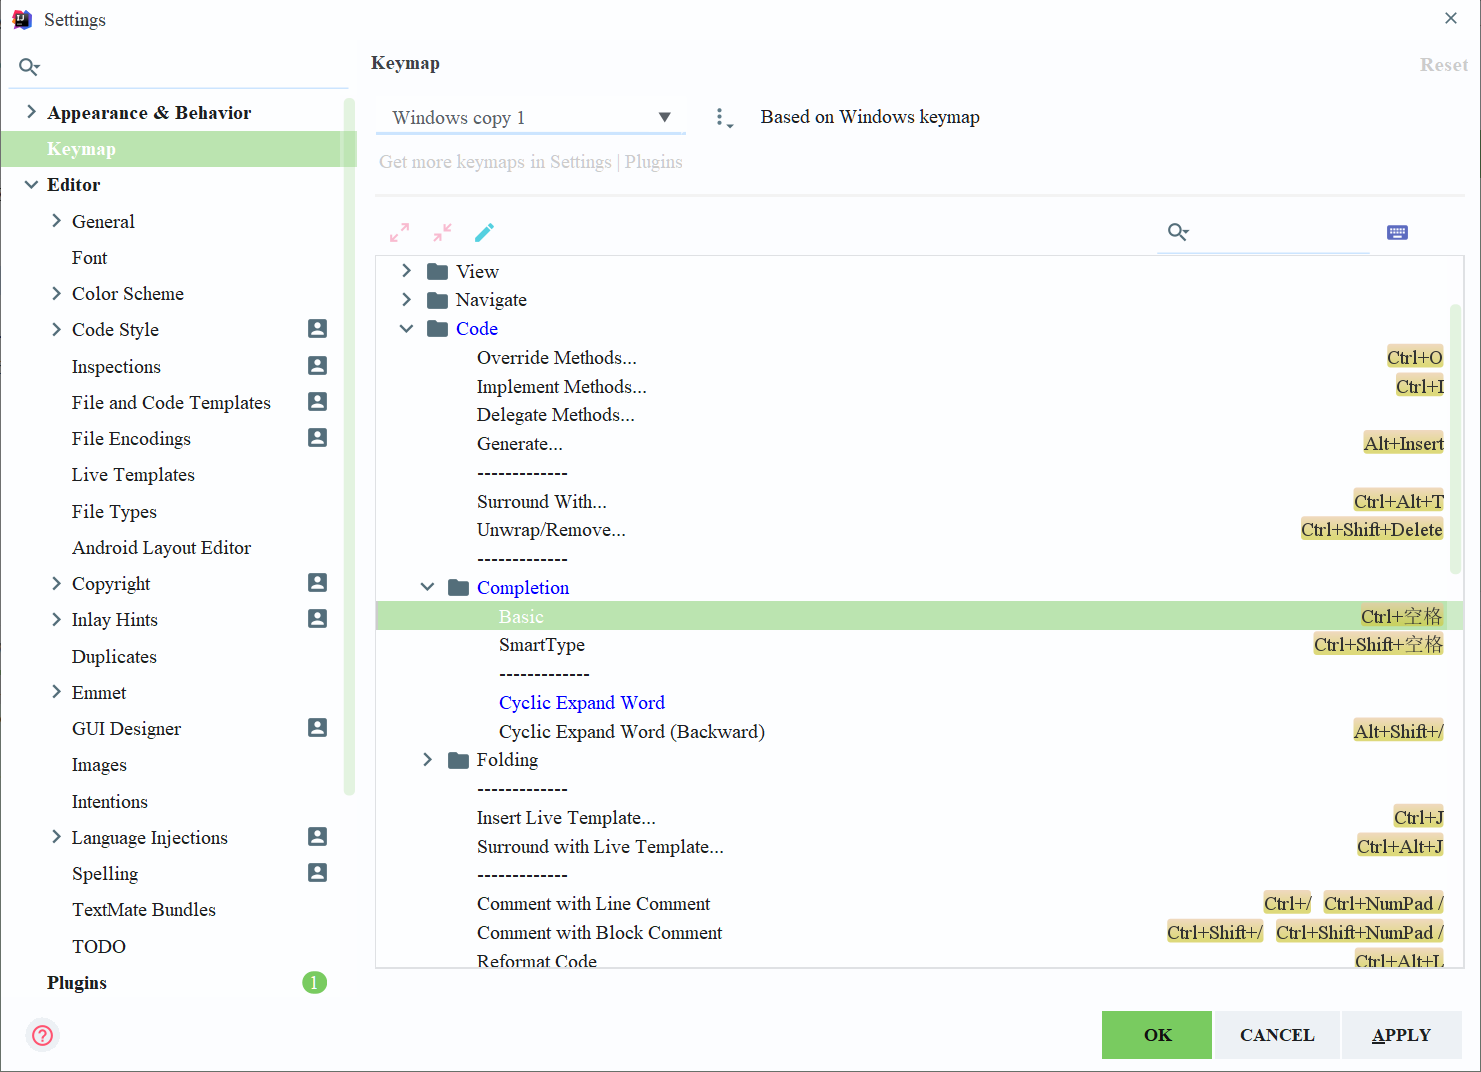 Settings
Appearance & Behavior
Keymap
Editor
General
Font
Color Scheme
Code Style
Inspections
File and Code Templates
File Encodings
Live Templates
File Types
Android Layout Editor
Copyright
Inlay Hints
Duplicates
Emmet
GUI Designer
Images
Intentions
Language Injections
Spelling
TextMate Bundles
TODO
Plugins 1
Keymap
Reset
Windows copy 1
Based on Windows keymap
Get more keymaps in Settings | Plugins
View
Navigate
Code
Override Methods... Ctrl+O
Implement Methods... Ctrl+I
Delegate Methods...
Generate... Alt+Insert
-------------
Surround With... Ctrl+Alt+T
Unwrap/Remove... Ctrl+Shift+Delete
-------------
Completion
Basic Ctrl+空格
SmartType Ctrl+Shift+空格
-------------
Cyclic Expand Word
Cyclic Expand Word (Backward) Alt+Shift+/
Folding
-------------
Insert Live Template... Ctrl+J
Surround with Live Template... Ctrl+Alt+J
-------------
Comment with Line Comment Ctrl+/ Ctrl+NumPad /
Comment with Block Comment Ctrl+Shift+/ Ctrl+Shift+NumPad /
Reformat Code Ctrl+Alt+L
?
OK
CANCEL
APPLY